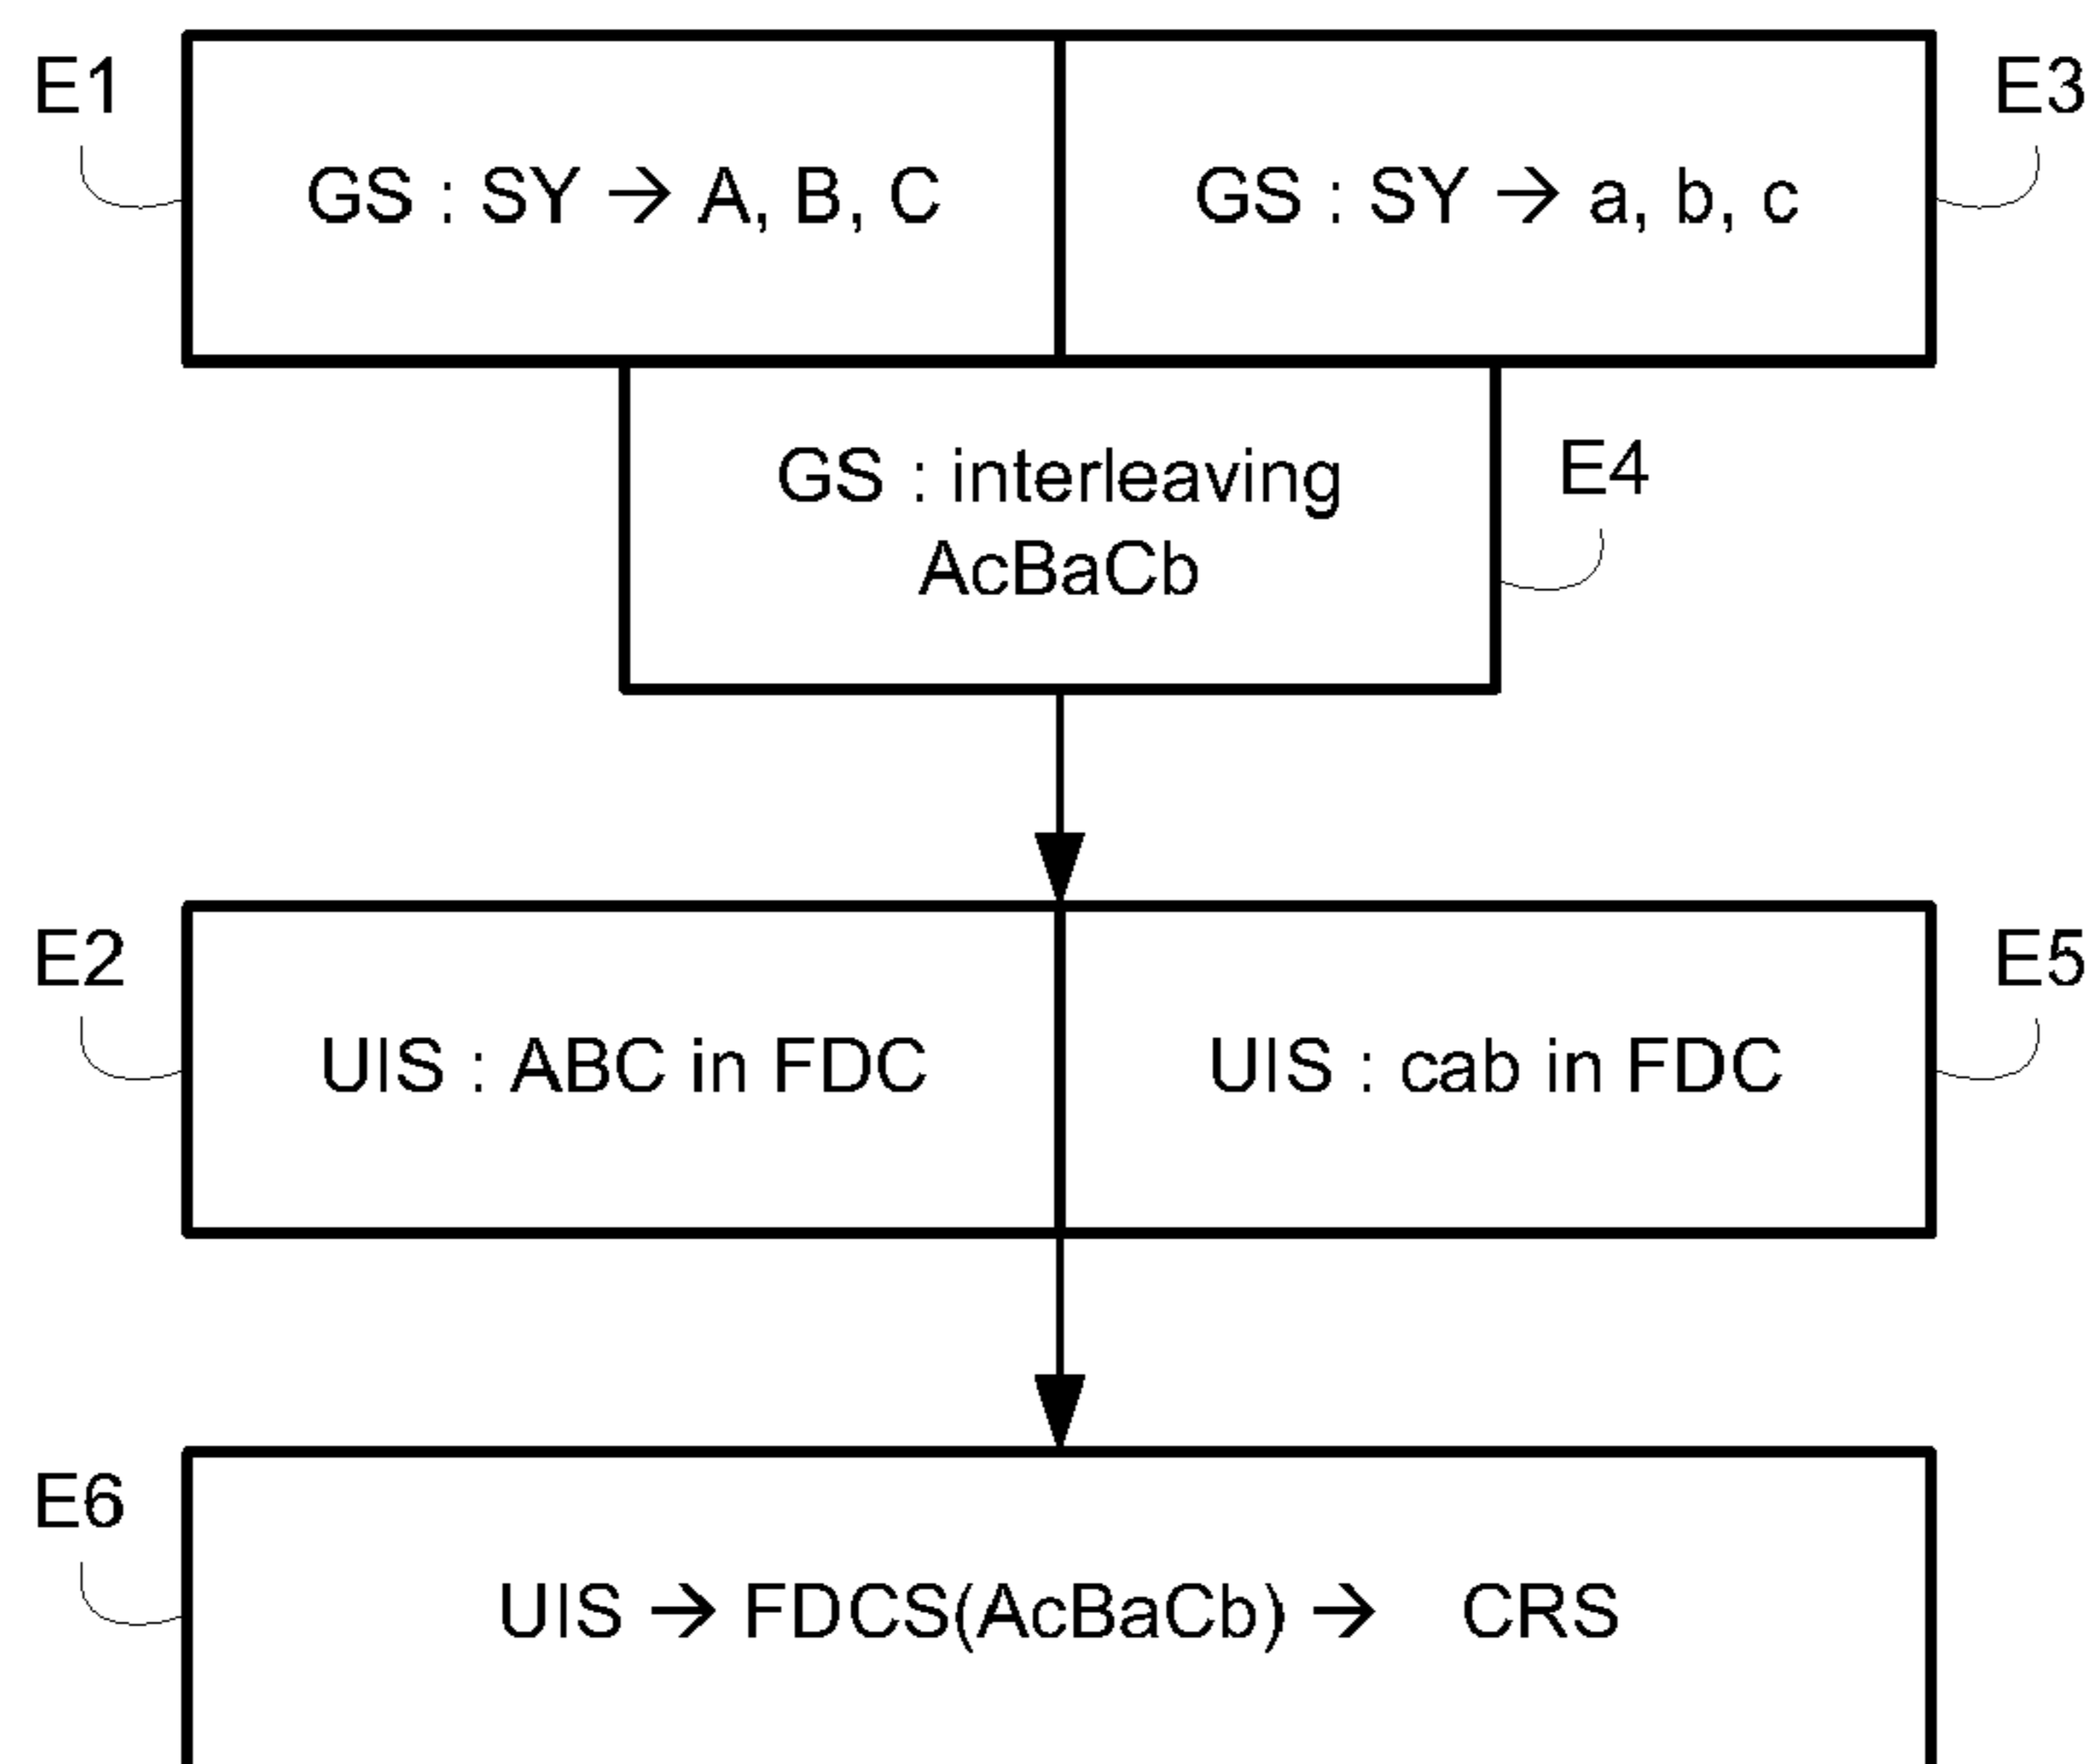 E1
GS : SY → A, B, C
GS : SY → a, b, c
E3
GS : interleaving
AcBaCb
E4
E2
UIS : ABC in FDC
UIS : cab in FDC
E5
E6
UIS → FDCS(AcBaCb) → CRS